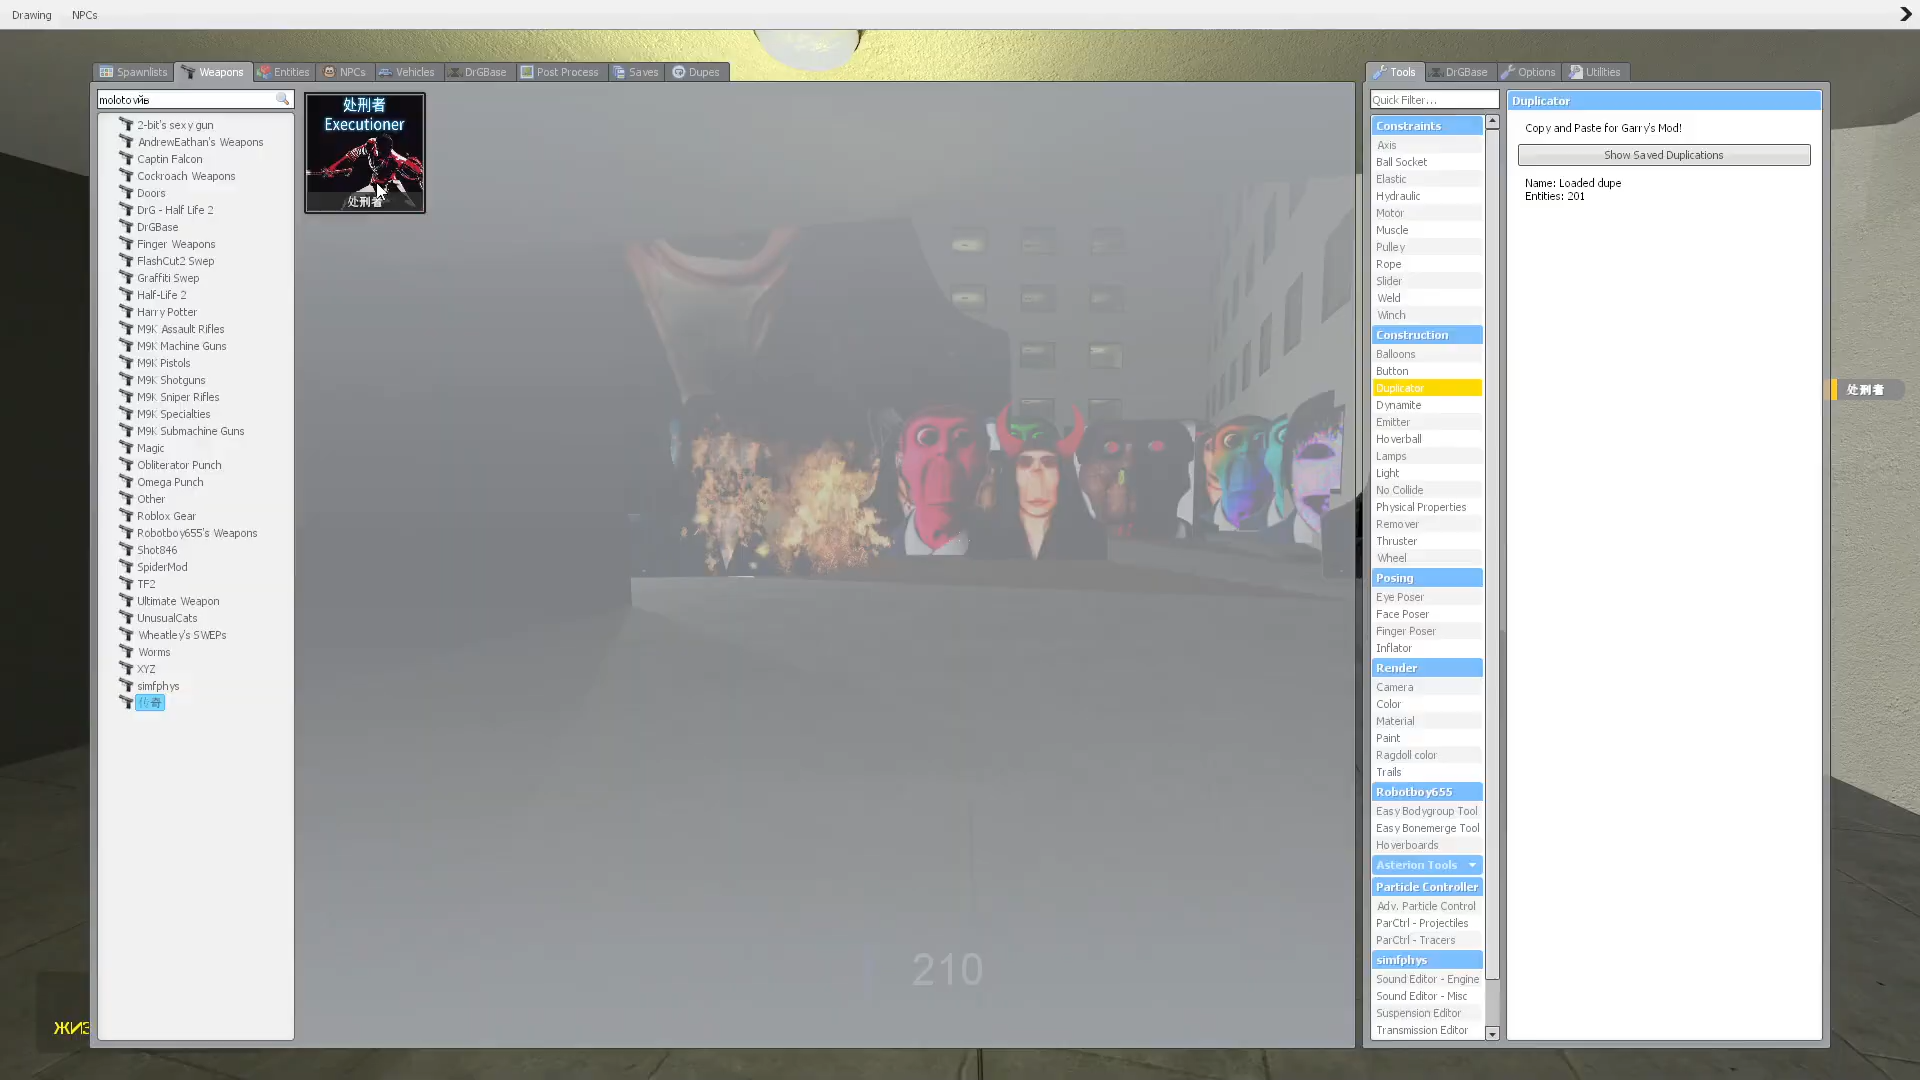 Drawing NPCs
Spawnlists Weapons Entities NPCs Vehicles DrGBase Post Process Saves Dupes
molotovйв
2-bit's sexy gun
AndrewEathan's Weapons
Captin Falcon
Cockroach Weapons
Doors
DrG - Half Life 2
DrGBase
Finger Weapons
FlashCut2 Swep
Graffiti Swep
Half-Life 2
Harry Potter
M9K Assault Rifles
M9K Machine Guns
M9K Pistols
M9K Shotguns
M9K Sniper Rifles
M9K Specialties
M9K Submachine Guns
Magic
Obliterator Punch
Omega Punch
Other
Roblox Gear
Robotboy655's Weapons
Shot846
SpiderMod
TF2
Ultimate Weapon
UnusualCats
Wheatley's SWEPs
Worms
XYZ
simfphys
传奇
处刑者
Executioner
处刑者
210
ЖИЗ
Tools DrGBase Options Utilities
Quick Filter...
Constraints
Axis
Ball Socket
Elastic
Hydraulic
Motor
Muscle
Pulley
Rope
Slider
Weld
Winch
Construction
Balloons
Button
Duplicator
Dynamite
Emitter
Hoverball
Lamps
Light
No Collide
Physical Properties
Remover
Thruster
Wheel
Posing
Eye Poser
Face Poser
Finger Poser
Inflator
Render
Camera
Color
Material
Paint
Ragdoll color
Trails
Robotboy655
Easy Bodygroup Tool
Easy Bonemerge Tool
Hoverboards
Asterion Tools
Particle Controller
Adv. Particle Control
ParCtrl - Projectiles
ParCtrl - Tracers
simfphys
Sound Editor - Engine
Sound Editor - Misc
Suspension Editor
Transmission Editor
Duplicator
Copy and Paste for Garry's Mod!
Show Saved Duplications
Name: Loaded dupe
Entities: 201
处刑者